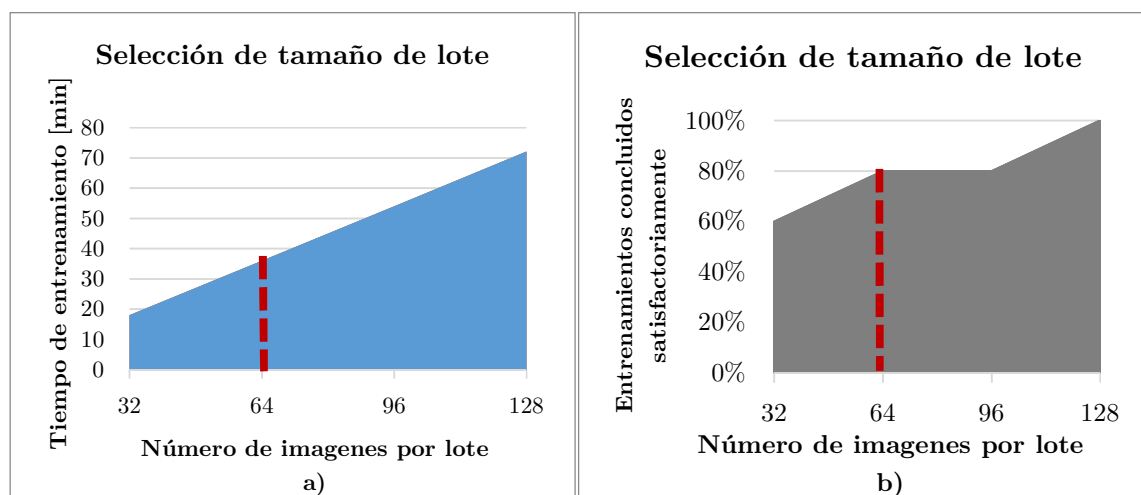 Selección de tamaño de lote
Tiempo de entrenamiento [min]
80
70
60
50
40
30
20
10
0
32 64 96 128
Número de imagenes por lote
a)
Selección de tamaño de lote
Entrenamientos concluidos
satisfactoriamente
100%
80%
60%
40%
20%
0%
32 64 96 128
Número de imagenes por lote
b)